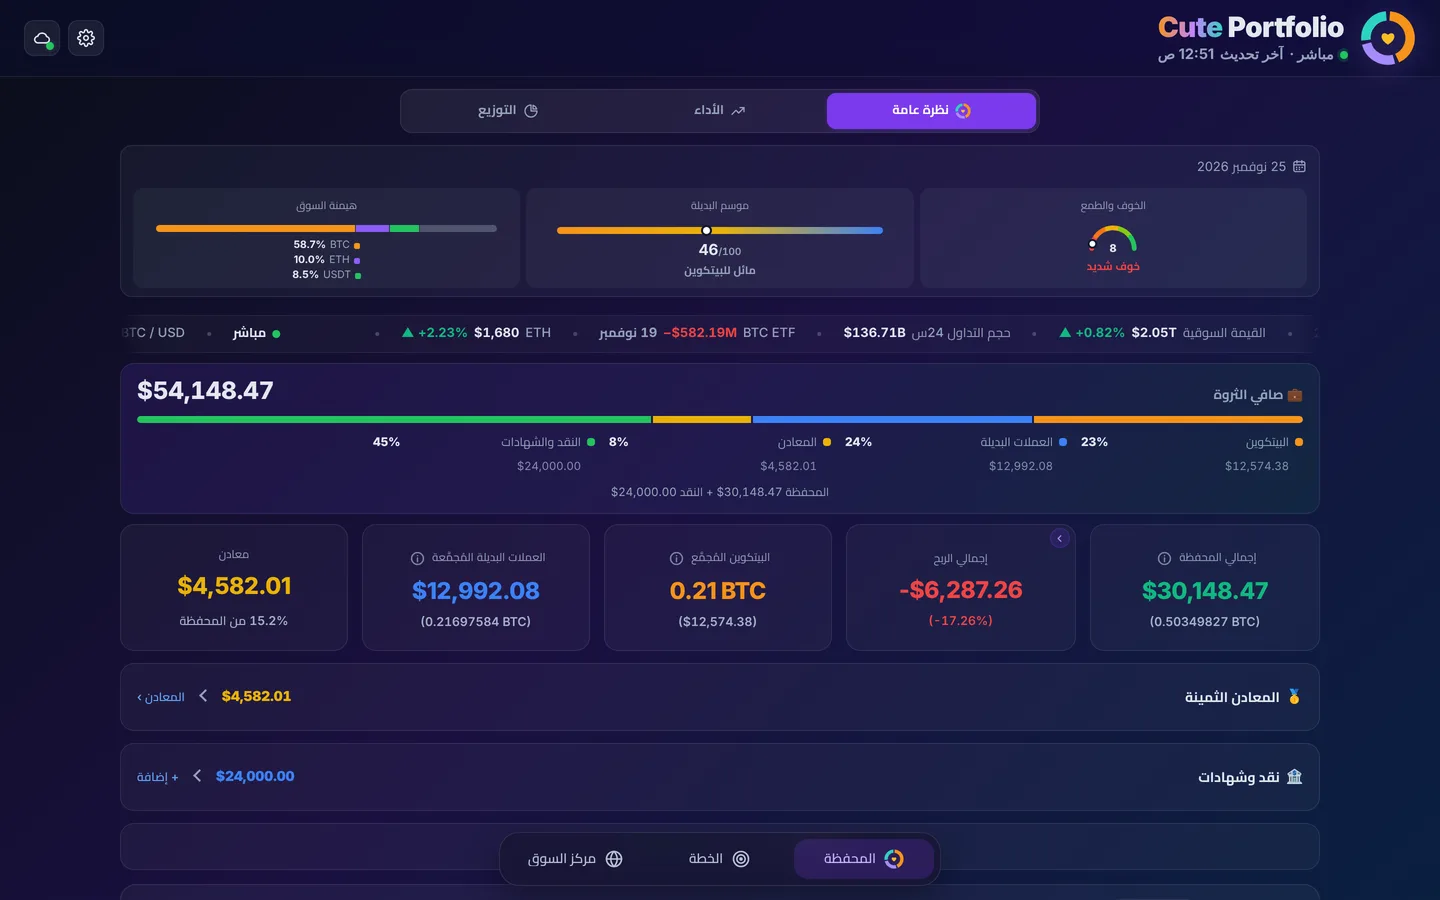 Cute Portfolio
مباشر · آخر تحديث 12:51 ص
نظرة عامة
الأداء
التوزيع
25 نوفمبر 2026
الخوف والطمع
8
خوف شديد
موسم البديلة
46/100
مائل للبيتكوين
هيمنة السوق
58.7% BTC
10.0% ETH
8.5% USDT
القيمة السوقية $2.05T ▲ +0.82%
حجم التداول 24س $136.71B
BTC ETF −$582.19M 19 نوفمبر
ETH $1,680 ▲ +2.23%
مباشر
BTC / USD
صافي الثروة
$54,148.47
البيتكوين 23%
$12,574.38
العملات البديلة 24%
$12,992.08
المعادن 8%
$4,582.01
النقد والشهادات 45%
$24,000.00
المحفظة $30,148.47 + النقد $24,000.00
إجمالي المحفظة
$30,148.47
(0.50349827 BTC)
إجمالي الربح
-$6,287.26
(-17.26%)
البيتكوين المُجمَّع
0.21 BTC
($12,574.38)
العملات البديلة المُجمَّعة
$12,992.08
(0.21697584 BTC)
معادن
$4,582.01
15.2% من المحفظة
المعادن الثمينة
$4,582.01
المعادن ›
نقد وشهادات
$24,000.00
+ إضافة
المحفظة
الخطة
مركز السوق